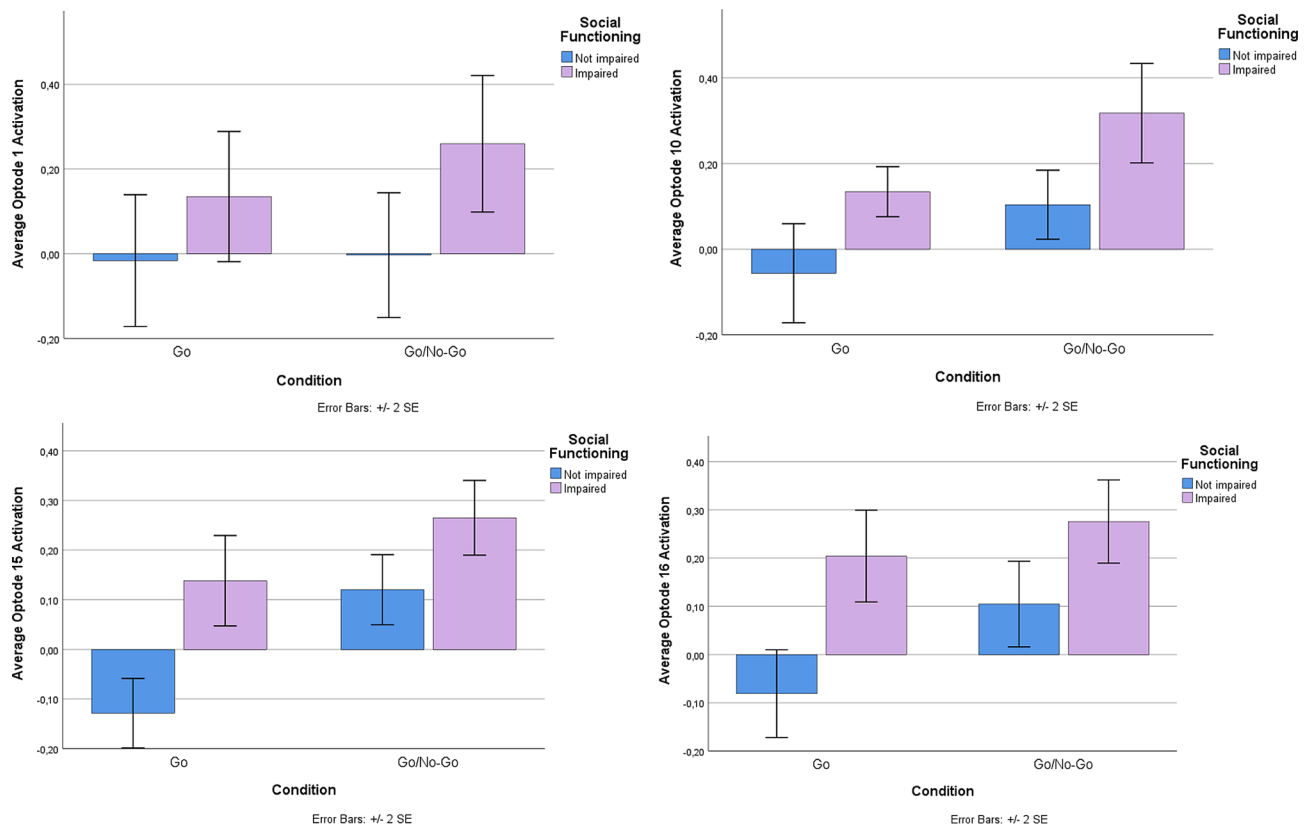 Social
Functioning
Not impaired
Impaired
Average Optode 1 Activation
0,40
0,20
0,00
-0,20
Go
Go/No-Go
Condition
Error Bars: +/- 2 SE
Social
Functioning
Not impaired
Impaired
Average Optode 10 Activation
0,40
0,20
0,00
-0,20
Go
Go/No-Go
Condition
Error Bars: +/- 2 SE
Social
Functioning
Not impaired
Impaired
Average Optode 15 Activation
0,40
0,30
0,20
0,10
0,00
-0,10
-0,20
Go
Go/No-Go
Condition
Error Bars: +/- 2 SE
Social
Functioning
Not impaired
Impaired
Average Optode 16 Activation
0,40
0,30
0,20
0,10
0,00
-0,10
-0,20
Go
Go/No-Go
Condition
Error Bars: +/- 2 SE